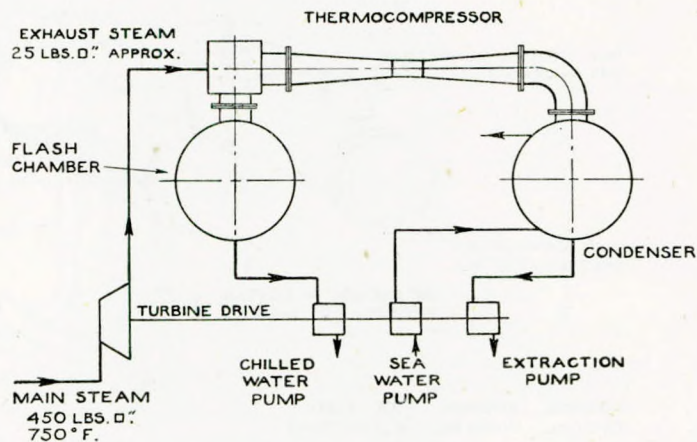 THERMOCOMPRESSOR
EXHAUST STEAM
25 LBS.□." APPROX.
FLASH
CHAMBER
CONDENSER
TURBINE DRIVE
CHILLED
WATER
PUMP
SEA
WATER
PUMP
EXTRACTION
PUMP
MAIN STEAM
450 LBS.□."
750°F.